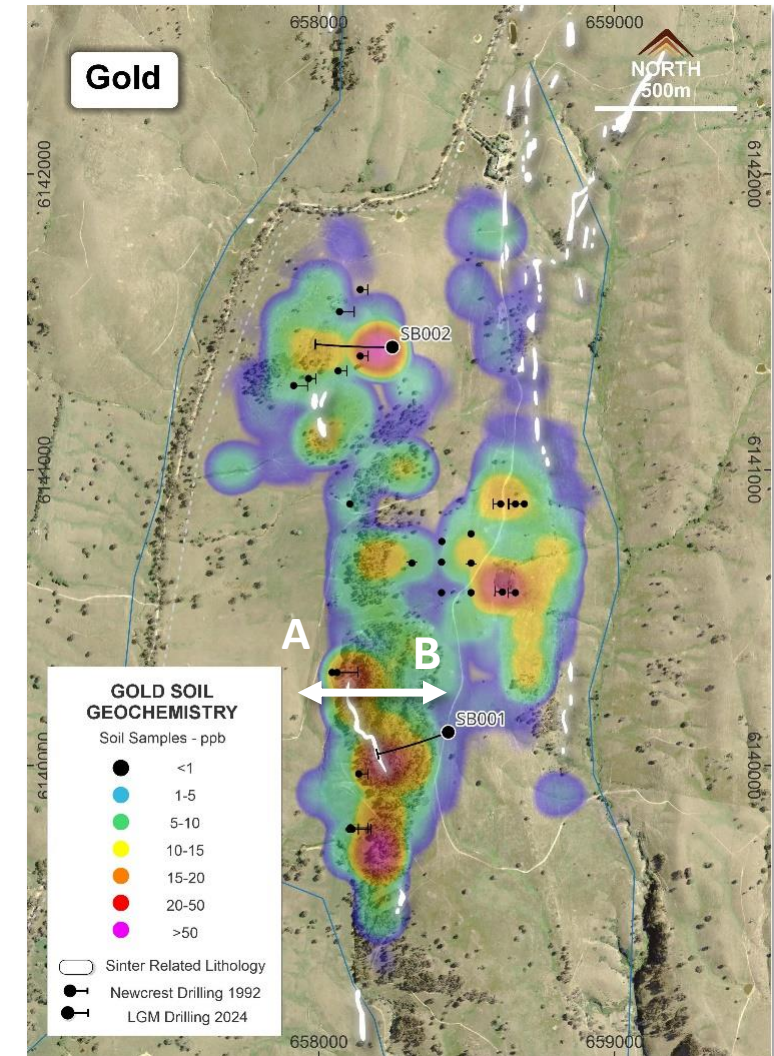 658000
659000
Gold
NORTH
500m
6142000
6142000
SB002
6141000
6141000
A
B
SB001
GOLD SOIL
GEOCHEMISTRY
Soil Samples - ppb
<1
1-5
5-10
10-15
15-20
20-50
>50
Sinter Related Lithology
Newcrest Drilling 1992
LGM Drilling 2024
6140000
6140000
658000
659000